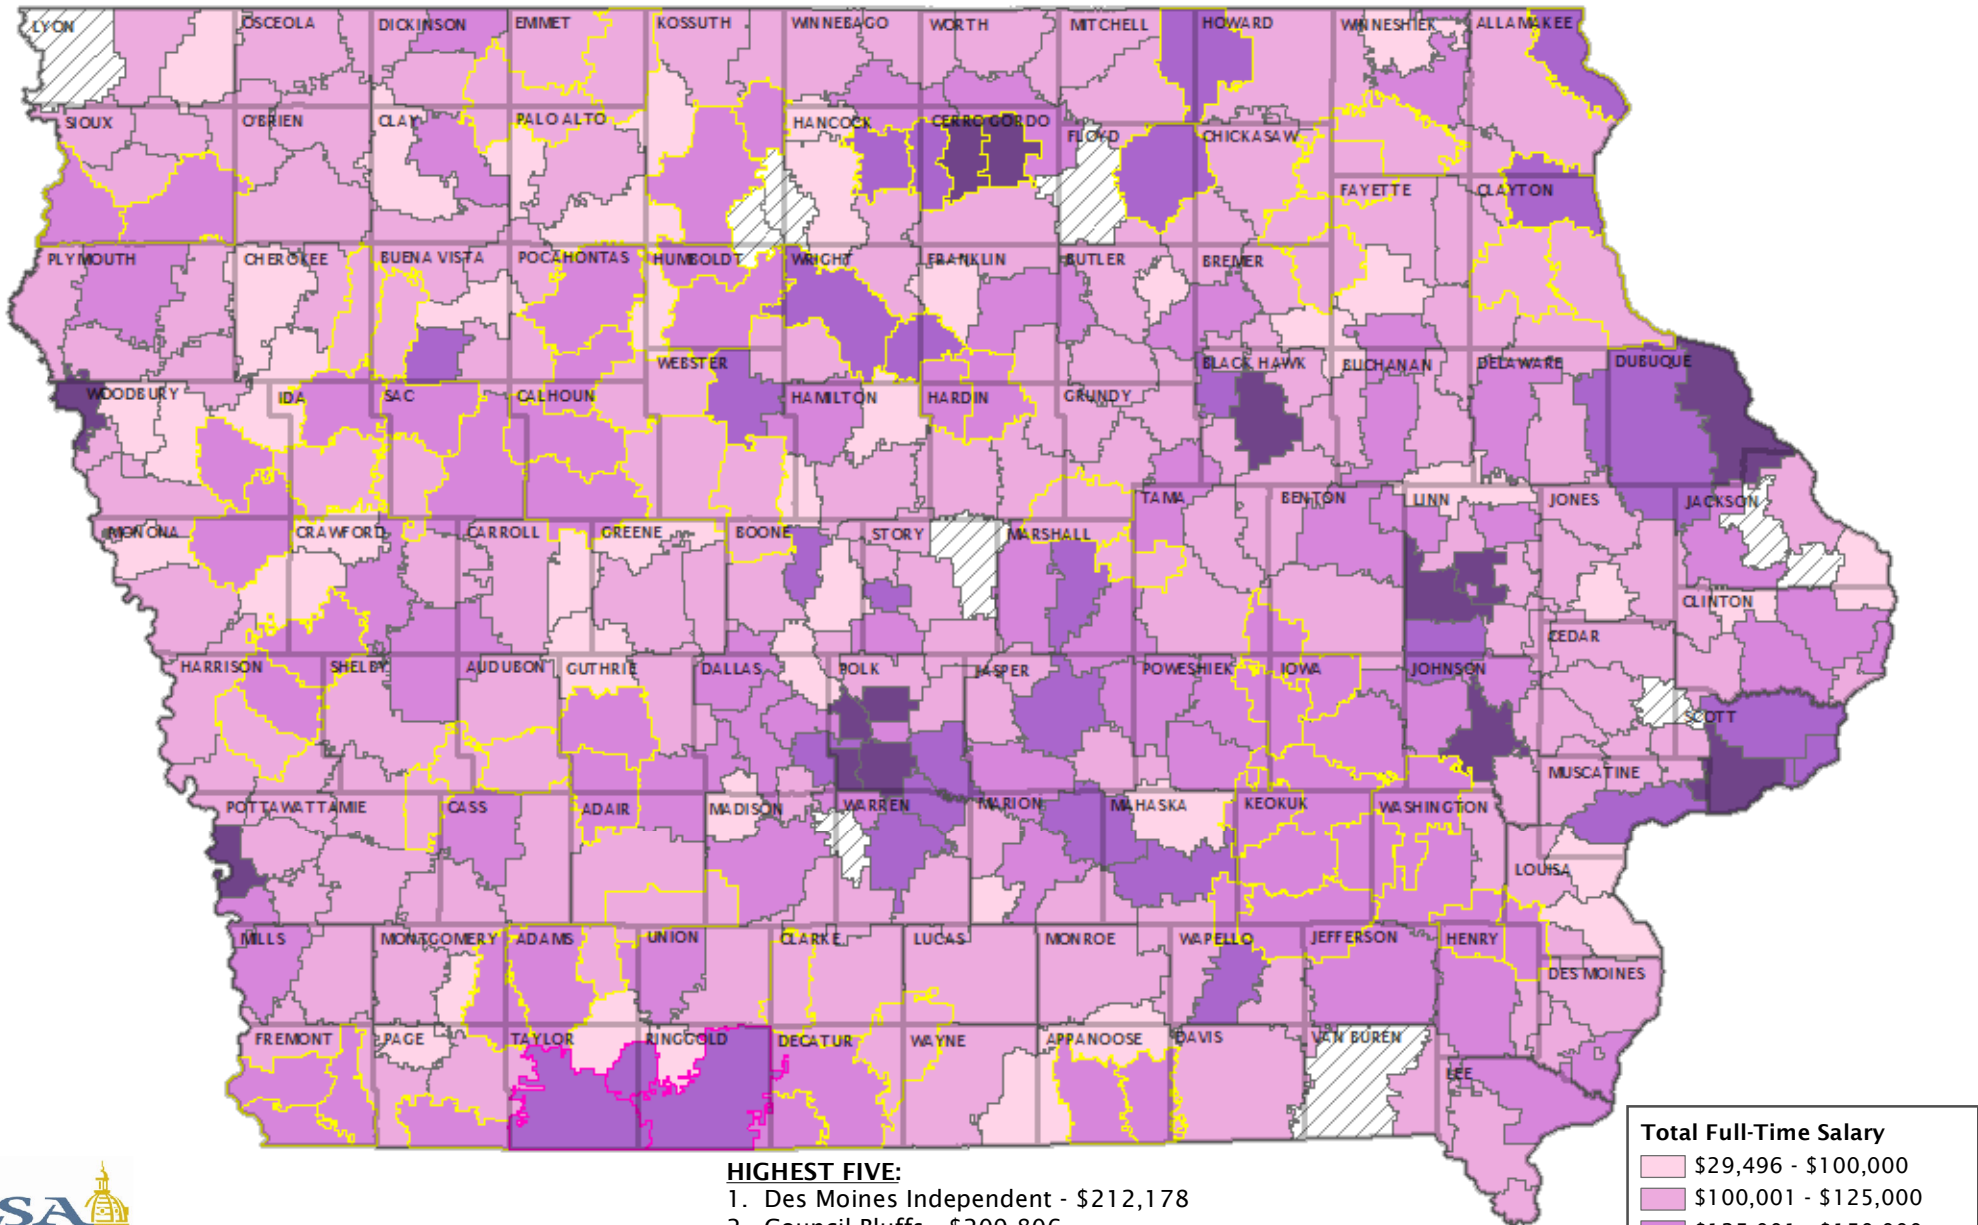 LYON
OSCEOLA
DICKINSON
EMMET
KOSSUTH
WINNEBAGO
WORTH
MITCHELL
HOWARD
WINNESHIEK
ALLAMAKEE
SIOUX
O'BRIEN
CLAY
PALO ALTO
HANCOCK
CERRO GORDO
FLOYD
CHICKASAW
FAYETTE
CLAYTON
PLYMOUTH
CHEROKEE
BUENA VISTA
POCAHONTAS
HUMBOLDT
WRIGHT
FRANKLIN
BUTLER
BREMER
WEBSTER
BLACK HAWK
BUCHANAN
DELAWARE
DUBUQUE
WOODBURY
IDA
SAC
CALHOUN
HAMILTON
HARDIN
GRUNDY
TAMA
BENTON
LINN
JONES
JACKSON
MONONA
CRAWFORD
CARROLL
GREENE
BOONE
STORY
MARSHALL
CLINTON
CEDAR
HARRISON
SHELBY
AUDUBON
GUTHRIE
DALLAS
POLK
JASPER
POWESHIEK
IOWA
JOHNSON
SCOTT
MUSCATINE
POTTAWATTAMIE
CASS
ADAIR
MADISON
WARREN
MARION
MAHASKA
KEOKUK
WASHINGTON
LOUISA
MILLS
MONTGOMERY
ADAMS
UNION
CLARKE
LUCAS
MONROE
WAPELLO
JEFFERSON
HENRY
DES MOINES
FREMONT
PAGE
TAYLOR
RINGGOLD
DECATUR
WAYNE
APPANOOSE
DAVIS
VAN BUREN
LEE
Total Full-Time Salary
$29,496 - $100,000
$100,001 - $125,000
HIGHEST FIVE:
1. Des Moines Independent - $212,178
2. Council Bluffs - $209,806
SA